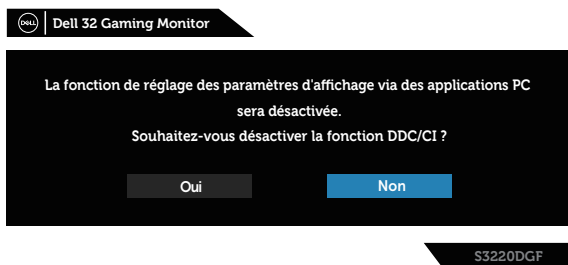 DELL
Dell 32 Gaming Monitor
La fonction de réglage des paramètres d'affichage via des applications PC
sera désactivée.
Souhaitez-vous désactiver la fonction DDC/CI ?
Oui
Non
S3220DGF